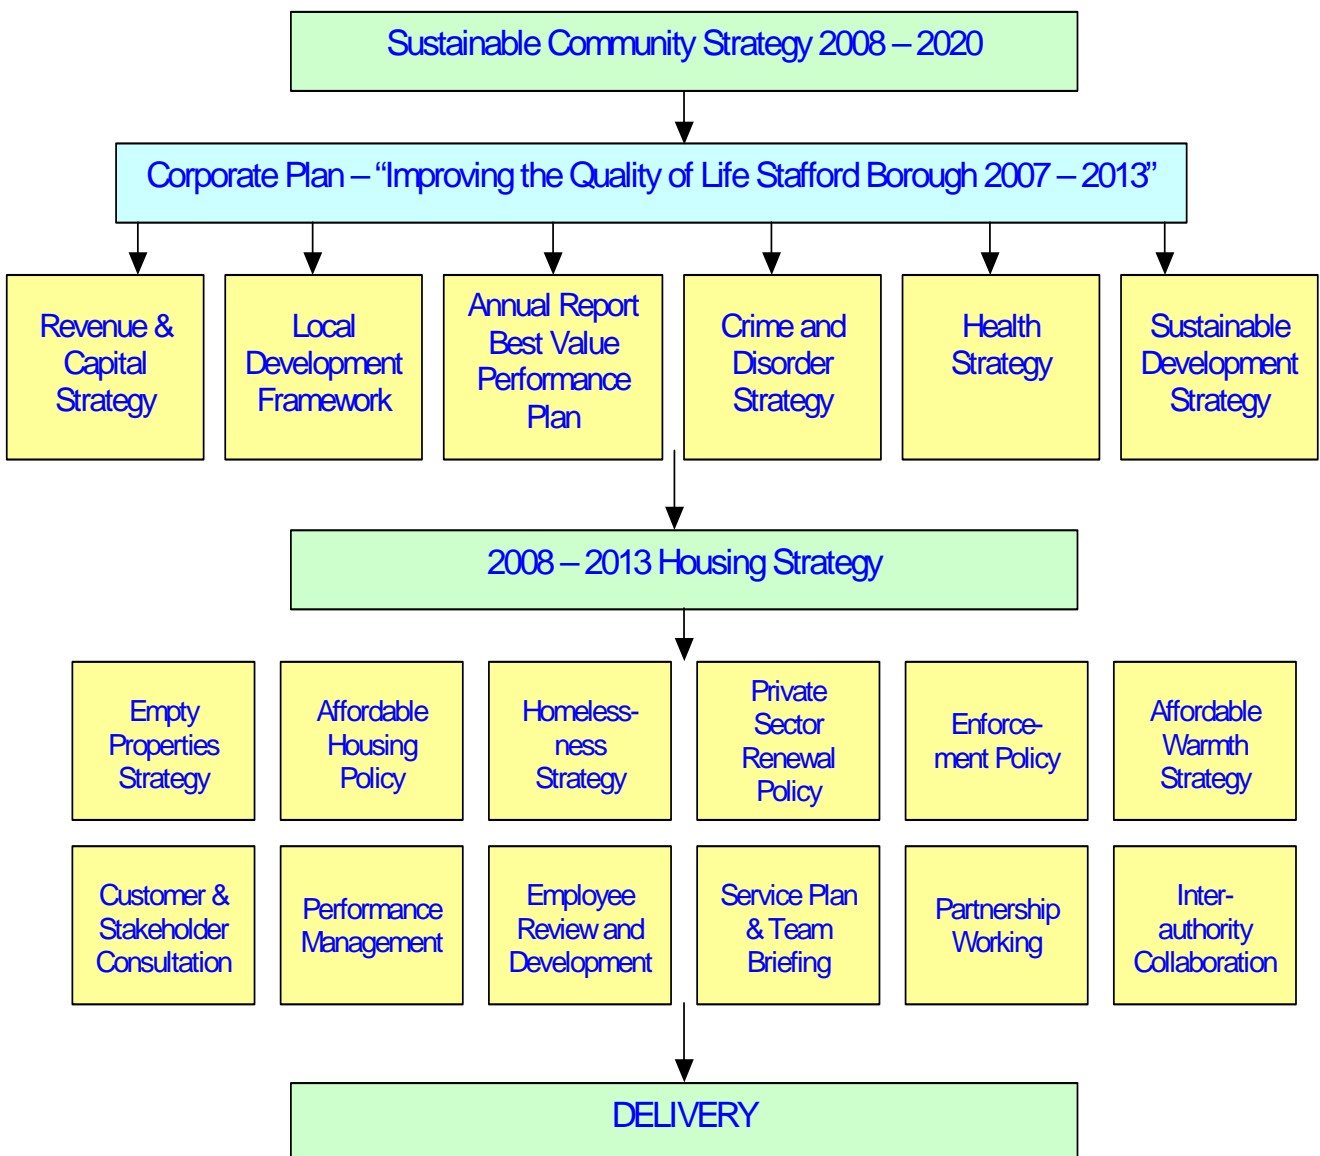 Sustainable Community Strategy 2008 – 2020
Corporate Plan – “Improving the Quality of Life Stafford Borough 2007 – 2013”
Revenue &
Capital
Strategy
Local
Development
Framework
Annual Report
Best Value
Performance
Plan
Crime and
Disorder
Strategy
Health
Strategy
Sustainable
Development
Strategy
2008 – 2013 Housing Strategy
Empty
Properties
Strategy
Affordable
Housing
Policy
Homeless-
ness
Strategy
Private
Sector
Renewal
Policy
Enforce-
ment Policy
Affordable
Warmth
Strategy
Customer &
Stakeholder
Consultation
Performance
Management
Employee
Review and
Development
Service Plan
& Team
Briefing
Partnership
Working
Inter-
authority
Collaboration
DELIVERY